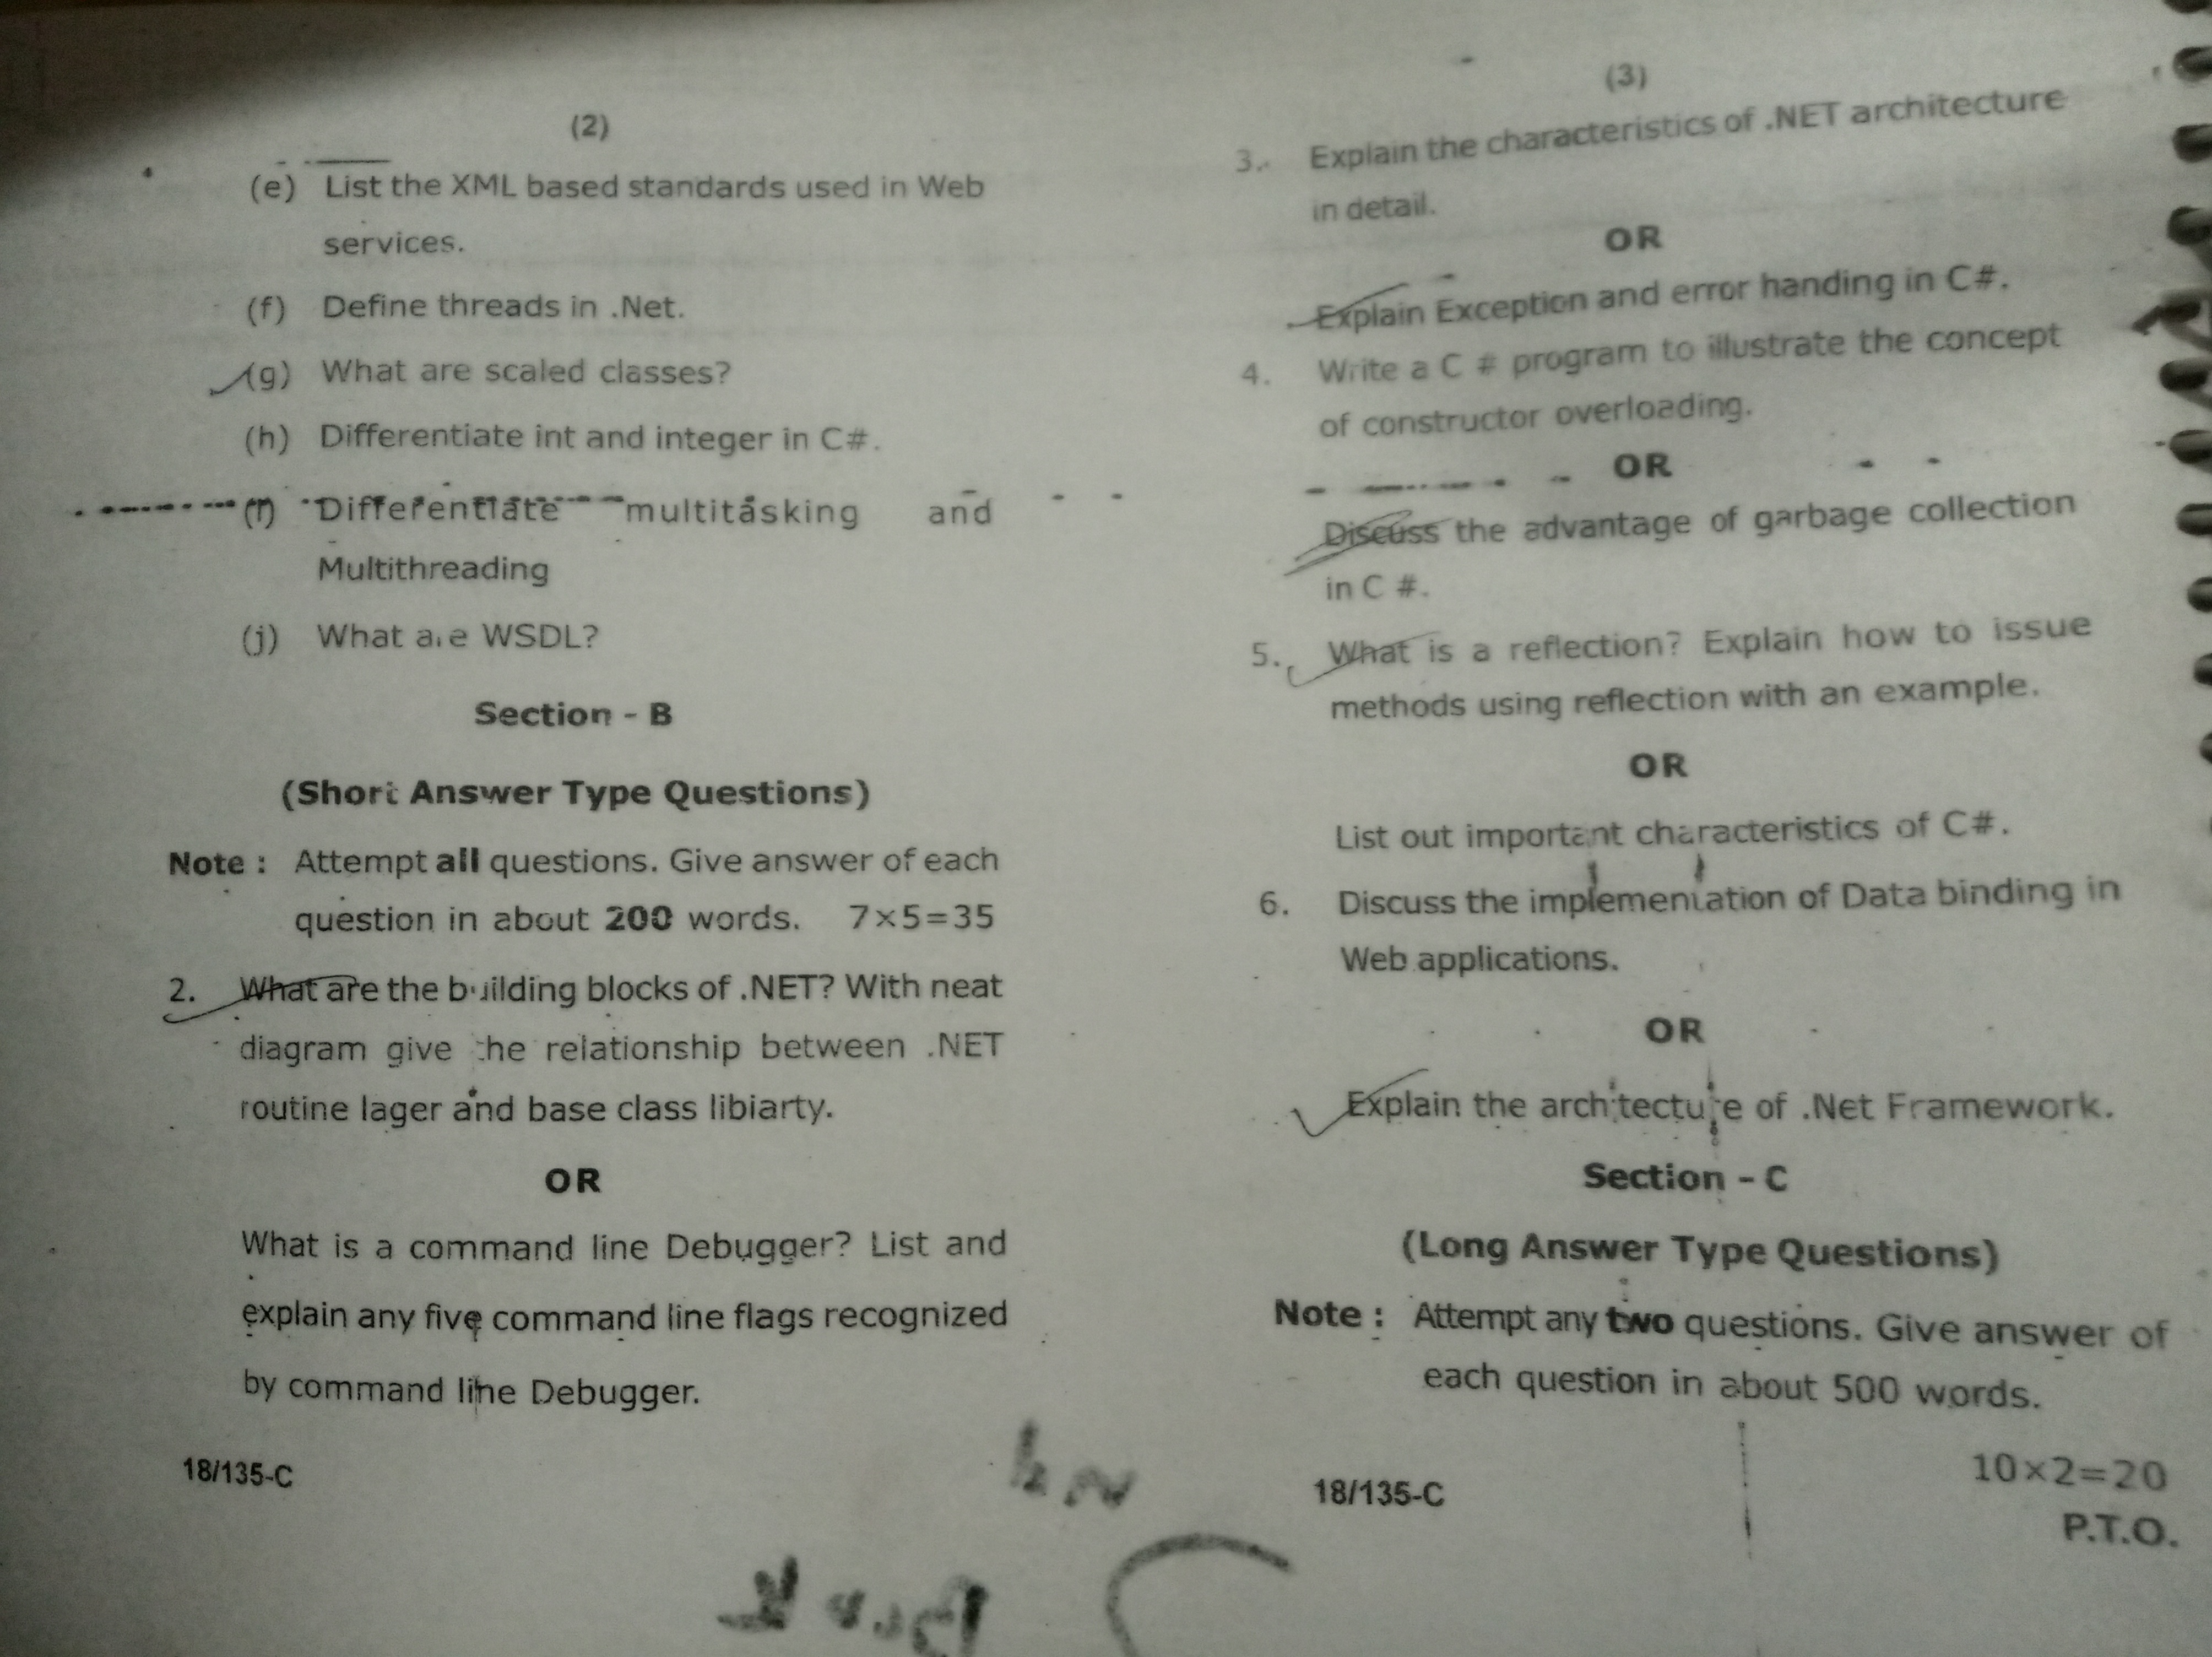 (2)
(e) List the XML based standards used in Web
services.
(f) Define threads in .Net.
(g) What are scaled classes?
(h) Differentiate int and integer in C#.
(i) Differentiate multitasking and
Multithreading
(j) What are WSDL?
Section - B
(Short Answer Type Questions)
Note : Attempt all questions. Give answer of each
question in about 200 words. 7×5=35
2. What are the building blocks of .NET? With neat
diagram give the relationship between .NET
routine lager and base class libiarty.
OR
What is a command line Debugger? List and
explain any five command line flags recognized
by command line Debugger.
18/135-C
(3)
3. Explain the characteristics of .NET architecture
in detail.
OR
Explain Exception and error handing in C#.
4. Write a C # program to illustrate the concept
of constructor overloading.
OR
Discuss the advantage of garbage collection
in C #.
5. What is a reflection? Explain how to issue
methods using reflection with an example.
OR
List out important characteristics of C#.
6. Discuss the implementation of Data binding in
Web applications.
OR
Explain the architecture of .Net Framework.
Section - C
(Long Answer Type Questions)
Note : Attempt any two questions. Give answer of
each question in about 500 words.
10×2=20
18/135-C
P.T.O.